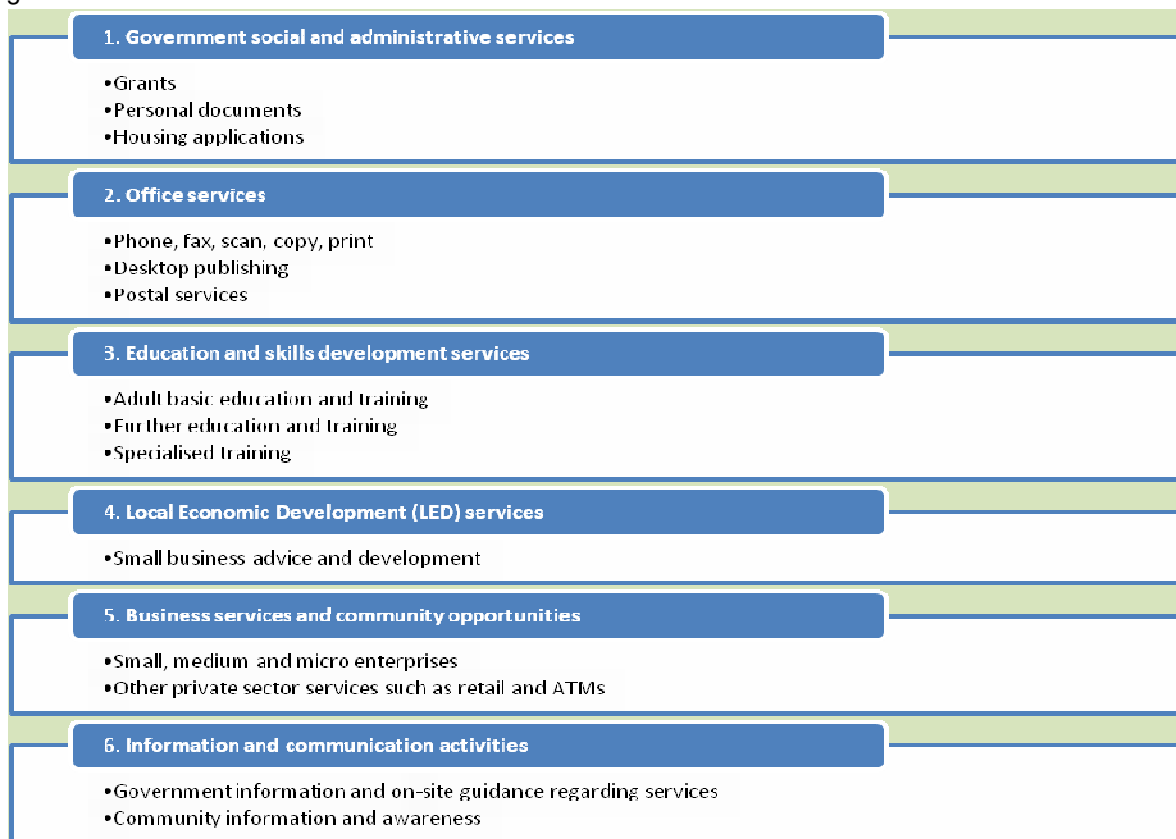 1. Government social and administrative services
•Grants
•Personal documents
•Housing applications
2. Office services
•Phone, fax, scan, copy, print
•Desktop publishing
•Postal services
3. Education and skills development services
•Adult basic education and training
•Further education and training
•Specialised training
4. Local Economic Development (LED) services
•Small business advice and development
5. Business services and community opportunities
•Small, medium and micro enterprises
•Other private sector services such as retail and ATMs
6. Information and communication activities
•Government information and on-site guidance regarding services
•Community information and awareness